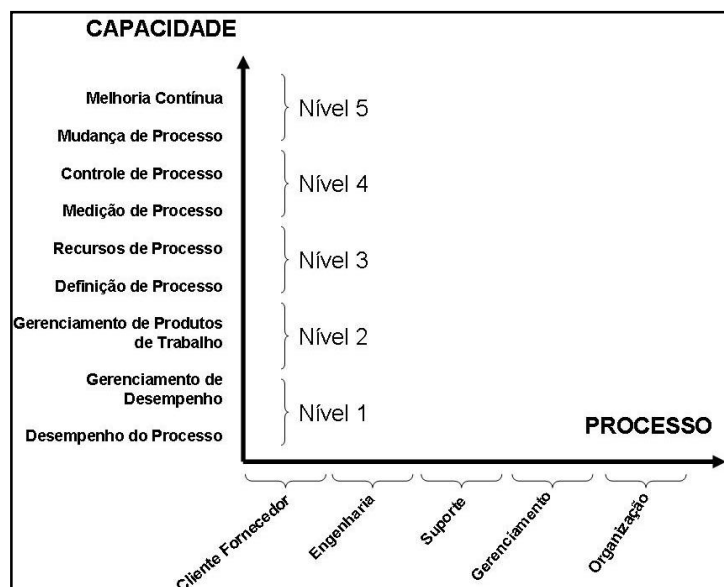 CAPACIDADE
Melhoria Contínua
Mudança de Processo
Nível 5
Controle de Processo
Medição de Processo
Nível 4
Recursos de Processo
Definição de Processo
Nível 3
Gerenciamento de Produtos
de Trabalho
Nível 2
Gerenciamento de
Desempenho
Desempenho do Processo
Nível 1
PROCESSO
Cliente Fornecedor
Engenharia
Suporte
Gerenciamento
Organização